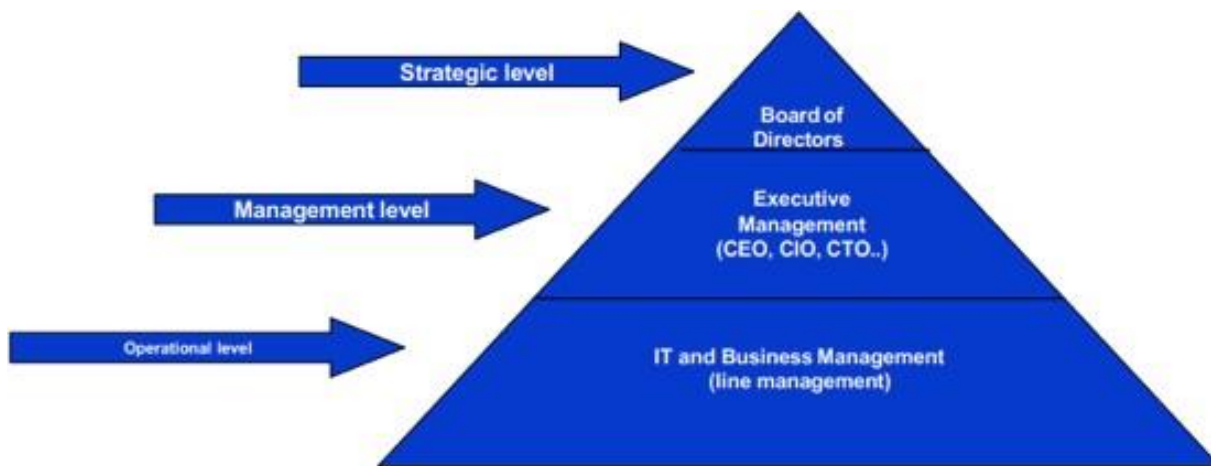 Strategic level
Board of
Directors
Management level
Executive
Management
(CEO, CIO, CTO..)
Operational level
IT and Business Management
(line management)